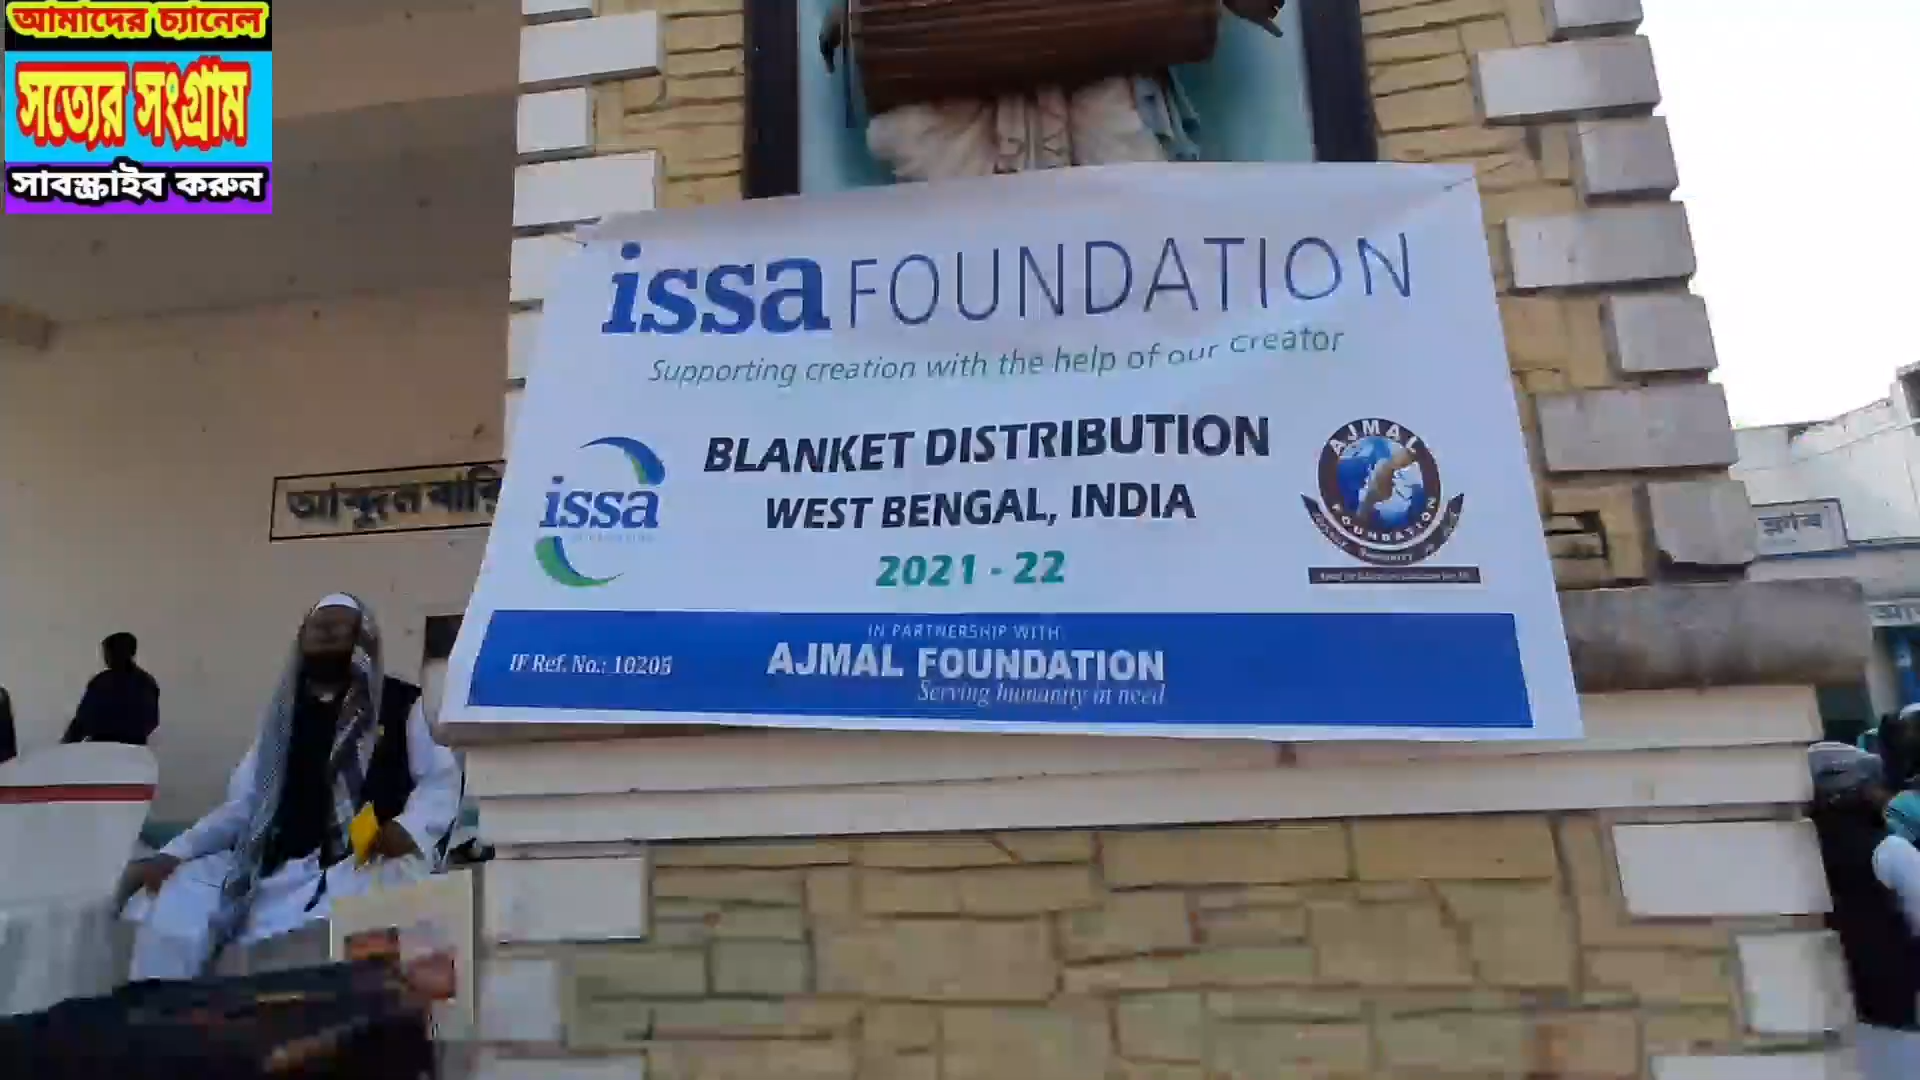 আমাদের চ্যানেল
সত্যের সংগ্রাম
সাবস্ক্রাইব করুন
issa FOUNDATION
Supporting creation with the help of our creator
BLANKET DISTRIBUTION
WEST BENGAL, INDIA
2021 - 22
issa
AJMAL
FOUNDATION
IN PARTNERSHIP WITH
IF Ref. No.: 10205
AJMAL FOUNDATION
Serving humanity in need
আব্দুল বারি